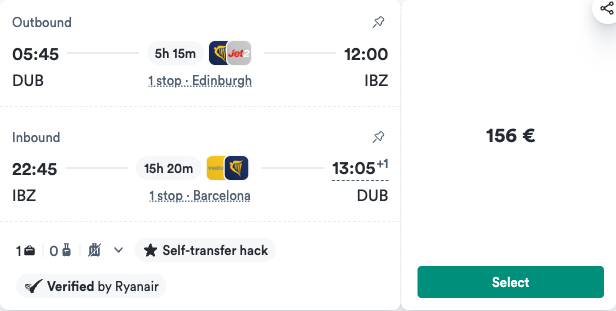 Outbound
05:45
5h 15m
Jet2
12:00
DUB
1 stop · Edinburgh
IBZ
156 €
Inbound
22:45
15h 20m
13:05+1
IBZ
1 stop · Barcelona
DUB
1
0
Self-transfer hack
Verified by Ryanair
Select